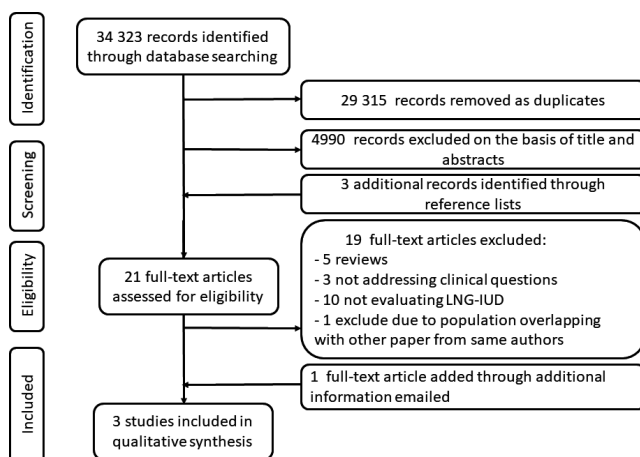 Identification
34 323 records identified
through database searching
29 315 records removed as duplicates
4990 records excluded on the basis of title and
abstracts
Screening
3 additional records identified through
reference lists
Eligibility
21 full-text articles
assessed for eligibility
19 full-text articles excluded:
- 5 reviews
- 3 not addressing clinical questions
- 10 not evaluating LNG-IUD
- 1 exclude due to population overlapping
with other paper from same authors
Included
1 full-text article added through additional
information emailed
3 studies included in
qualitative synthesis